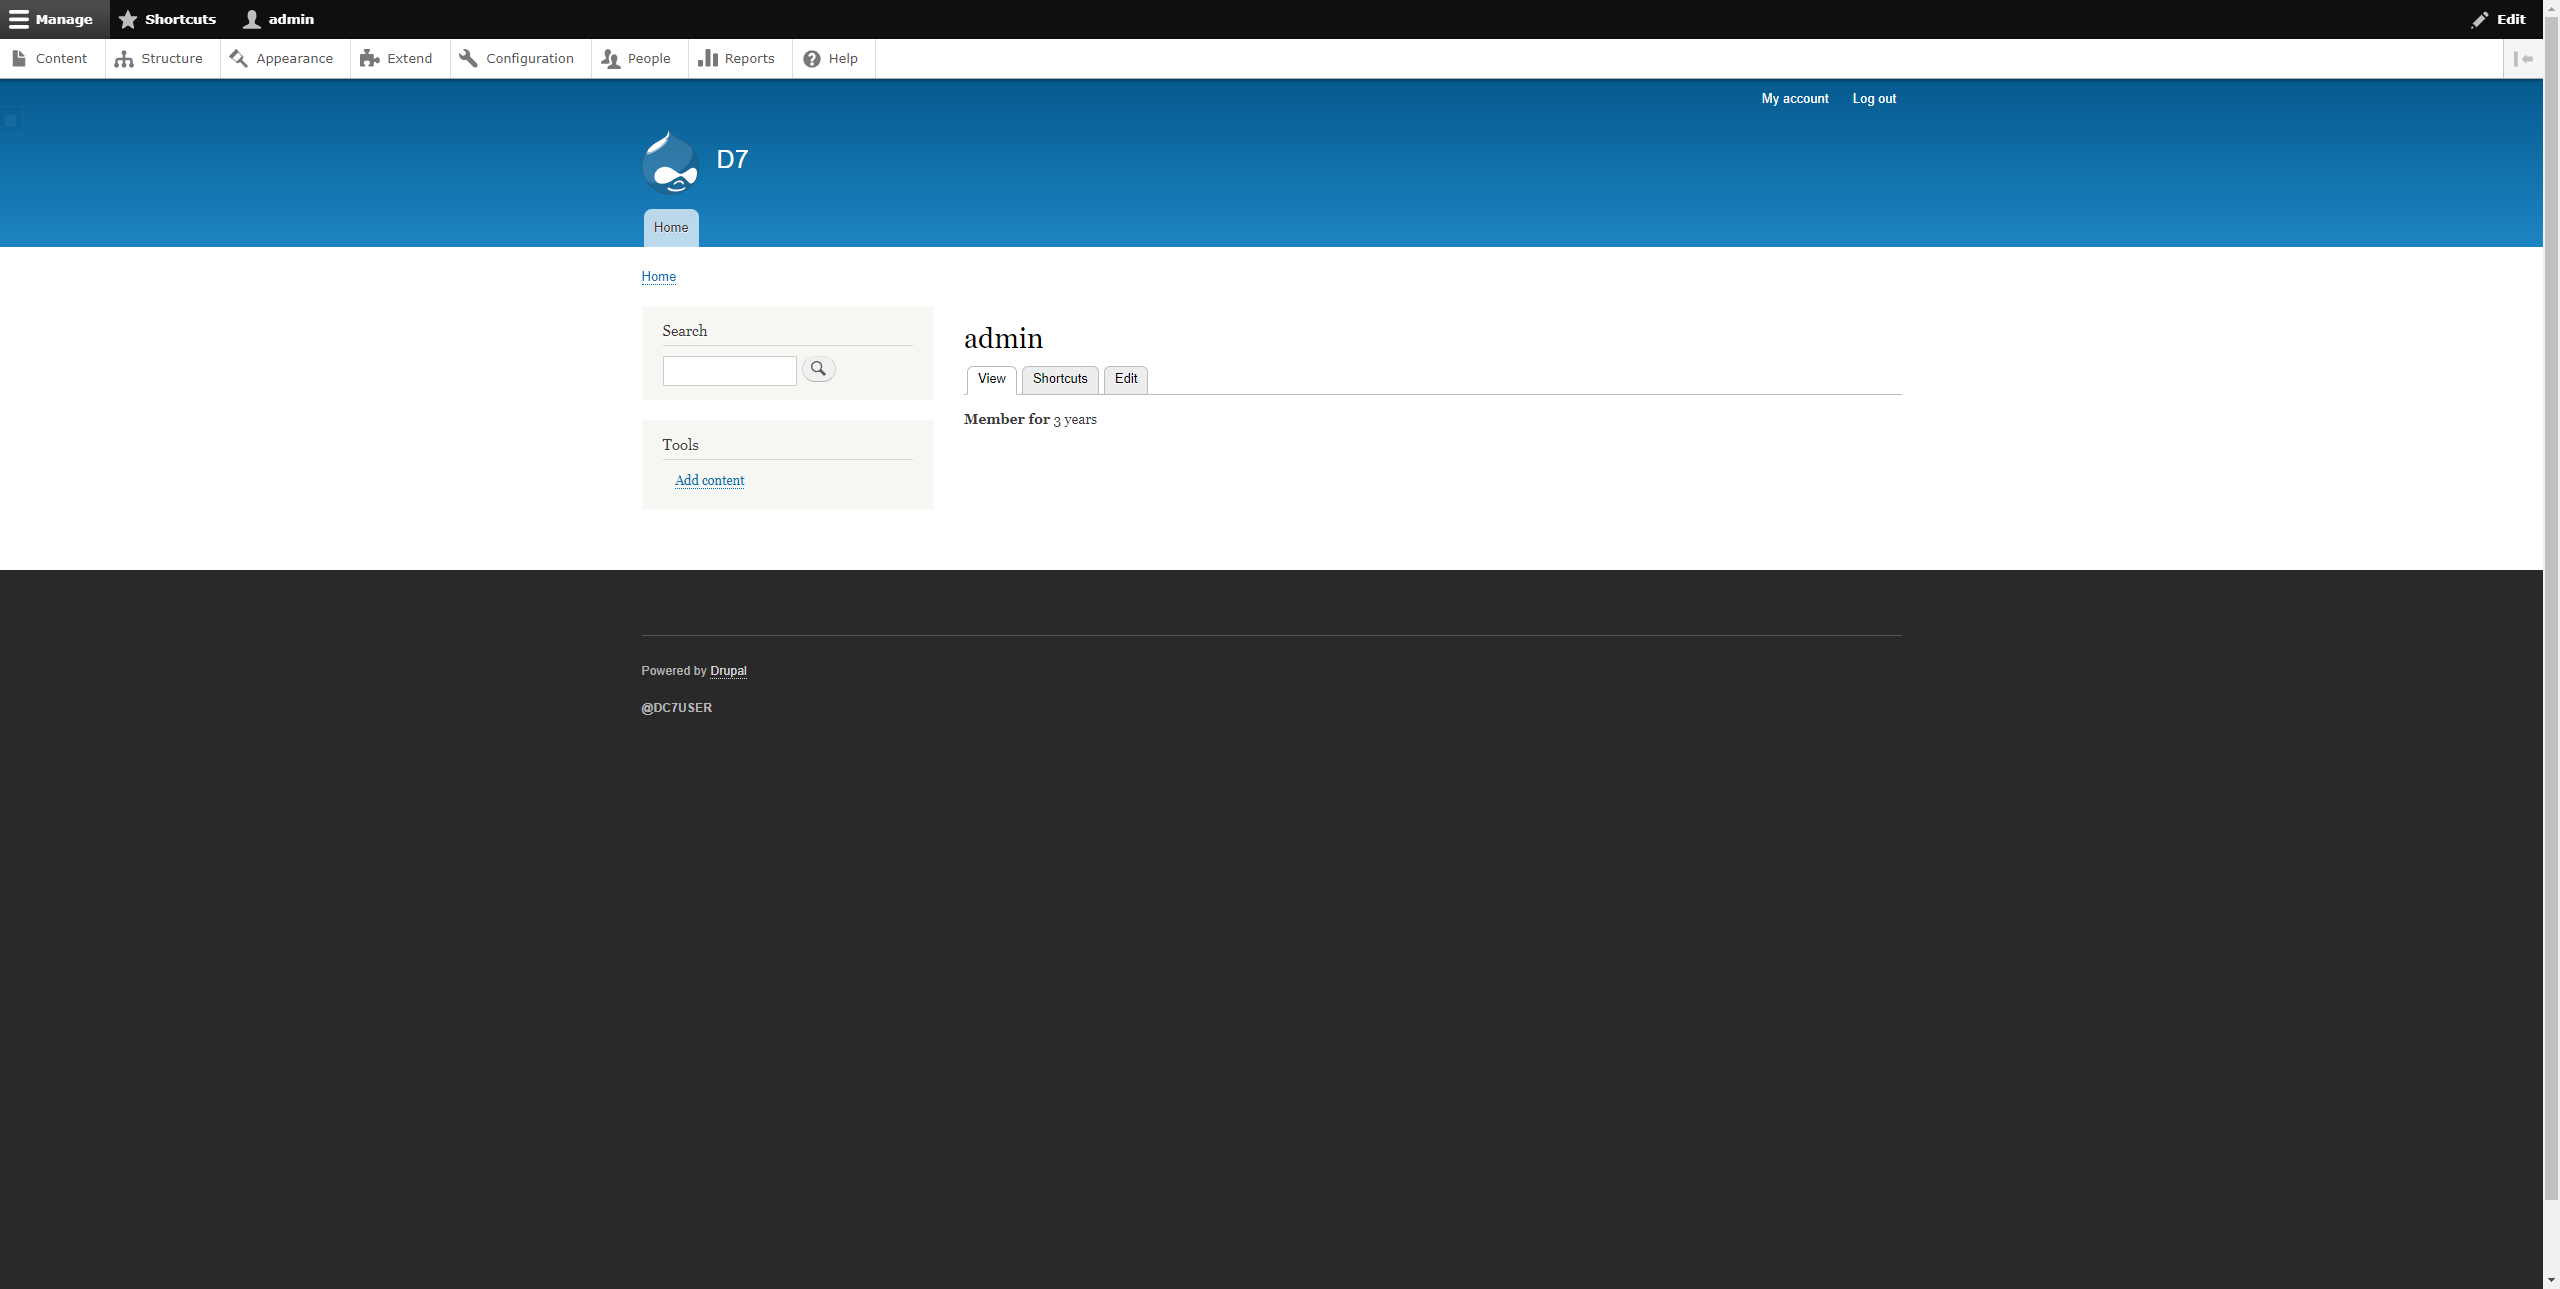 Manage Shortcuts admin Edit
Content Structure Appearance Extend Configuration People Reports Help
My account Log out
D7
Home
Home
Search
admin
View Shortcuts Edit
Member for 3 years
Tools
Add content
Powered by Drupal
@DC7USER